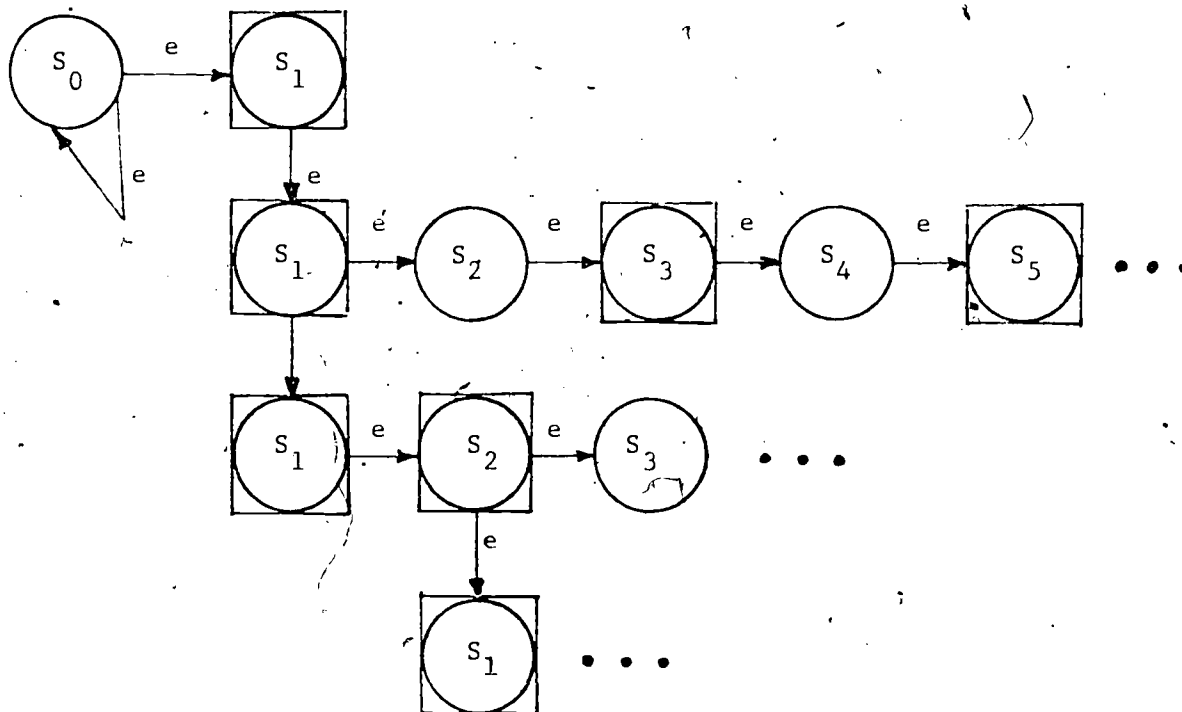 S0 e S1
e e
S1 e S2 e S3 e S4 e S5 • • •
S1 e S2 e S3 • • •
e
S1 • • •